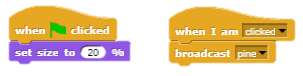 when clicked
set size to 20 %
when I am clicked
broadcast pine